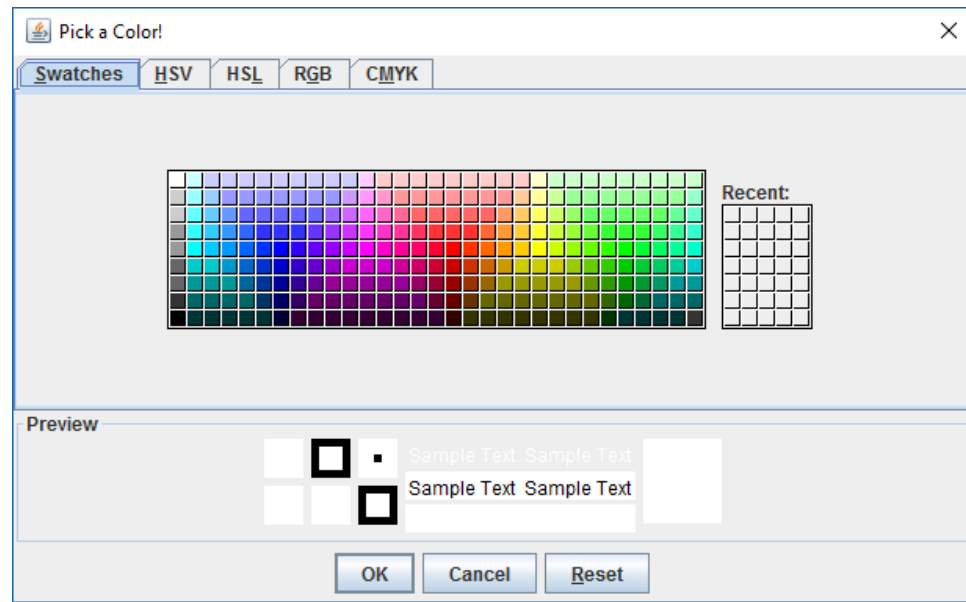 Pick a Color!
Swatches HSV HSL RGB CMYK
Recent:
Preview
Sample Text Sample Text
Sample Text Sample Text
OK Cancel Reset